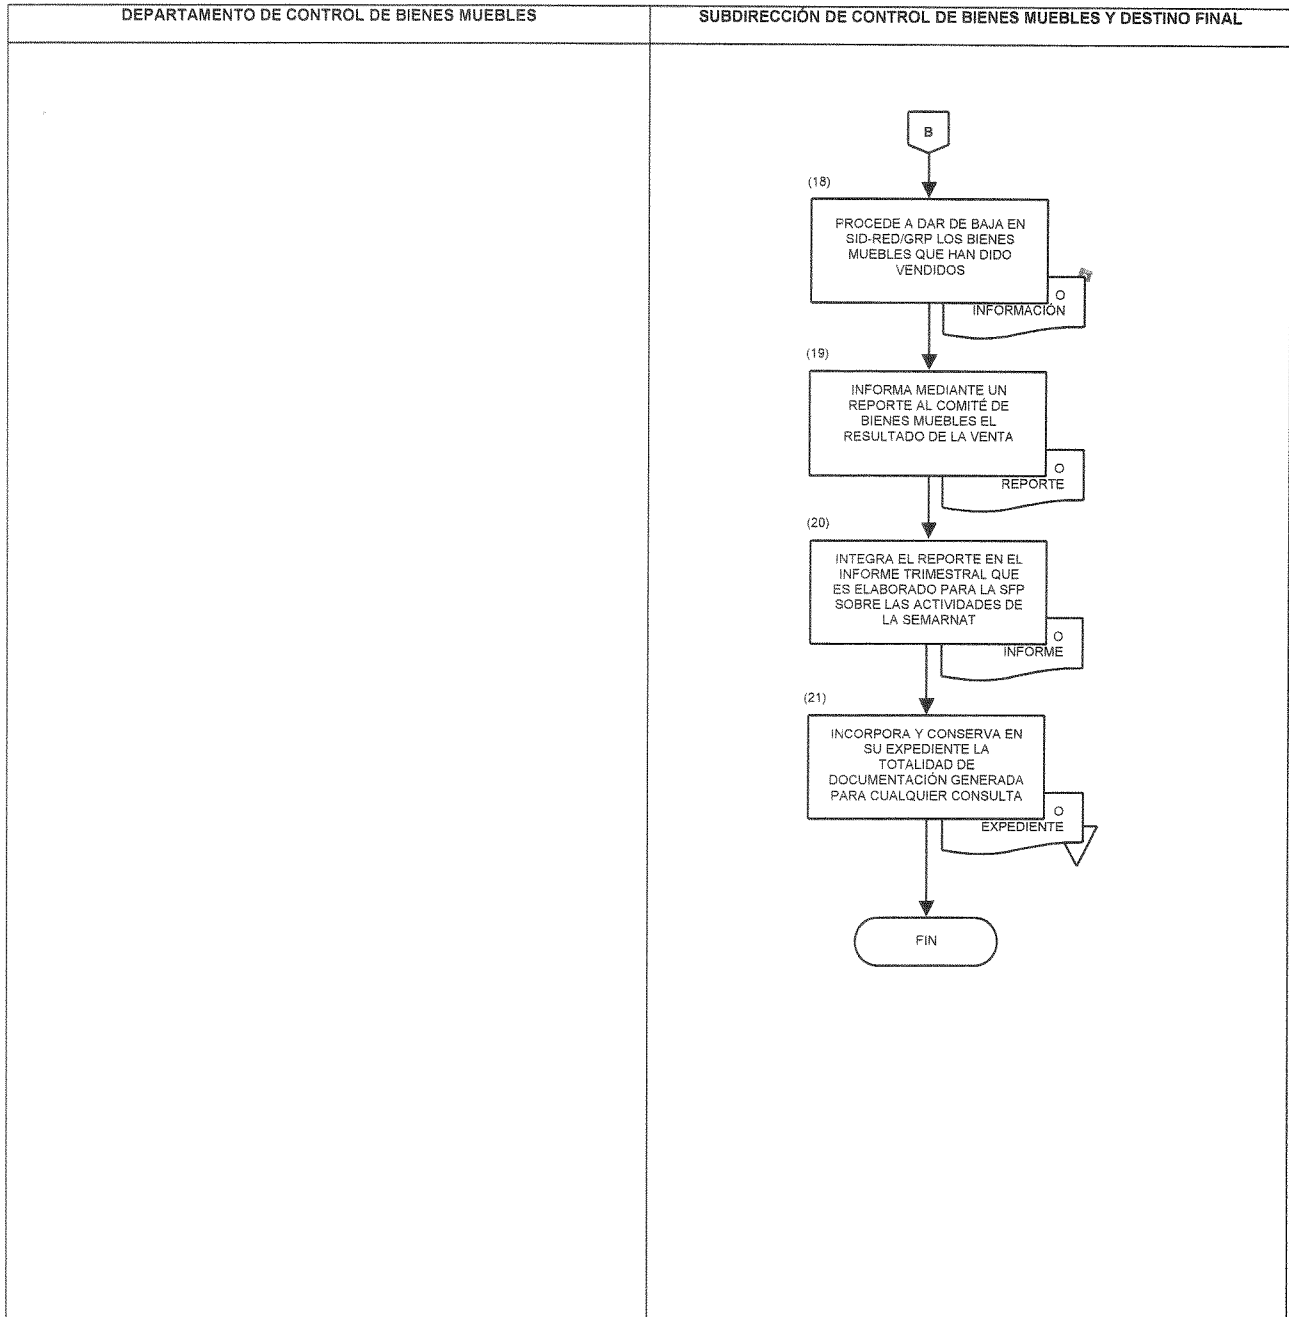 DEPARTAMENTO DE CONTROL DE BIENES MUEBLES
SUBDIRECCIÓN DE CONTROL DE BIENES MUEBLES Y DESTINO FINAL
B
(18)
PROCEDE A DAR DE BAJA EN
SID-RED/GRP LOS BIENES
MUEBLES QUE HAN DIDO
VENDIDOS
O
INFORMACIÓN
(19)
INFORMA MEDIANTE UN
REPORTE AL COMITÉ DE
BIENES MUEBLES EL
RESULTADO DE LA VENTA
O
REPORTE
(20)
INTEGRA EL REPORTE EN EL
INFORME TRIMESTRAL QUE
ES ELABORADO PARA LA SFP
SOBRE LAS ACTIVIDADES DE
LA SEMARNAT
O
INFORME
(21)
INCORPORA Y CONSERVA EN
SU EXPEDIENTE LA
TOTALIDAD DE
DOCUMENTACIÓN GENERADA
PARA CUALQUIER CONSULTA
O
EXPEDIENTE
FIN